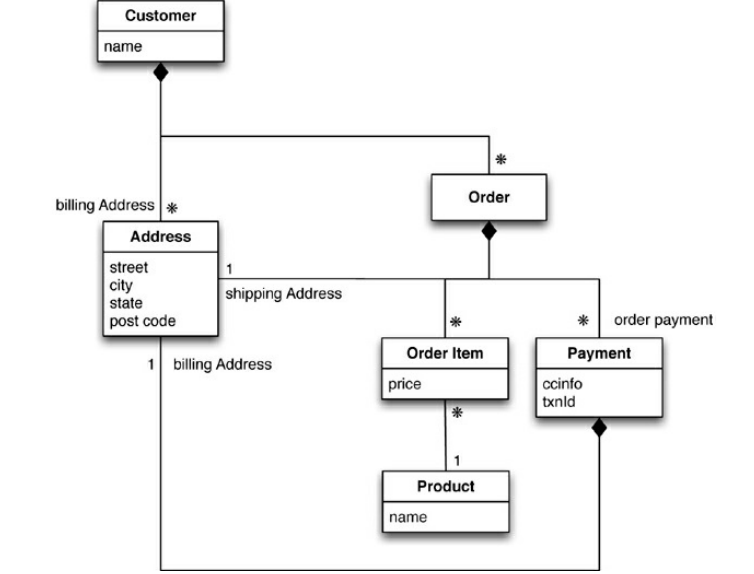 Customer
name
*
Order
billing Address *
Address
street
city
state
post code
1
shipping Address
*
* order payment
Order Item
price
Payment
ccinfo
txnId
1 billing Address
*
1
Product
name